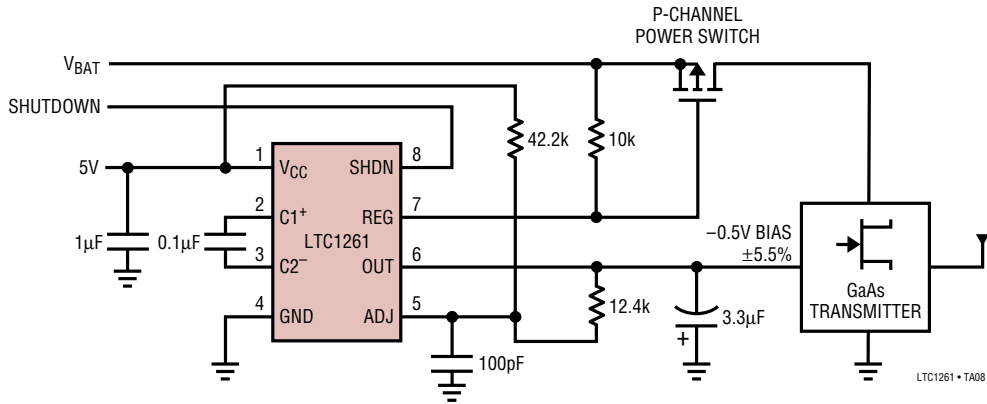 P-CHANNEL
POWER SWITCH
VBAT
SHUTDOWN
42.2k
10k
5V
1
VCC
SHDN
8
2
C1+
REG
7
–0.5V BIAS
±5.5%
1µF
0.1µF
LTC1261
3
C2–
OUT
6
12.4k
GaAs
TRANSMITTER
4
GND
ADJ
5
3.3µF
+
100pF
LTC1261 • TA08